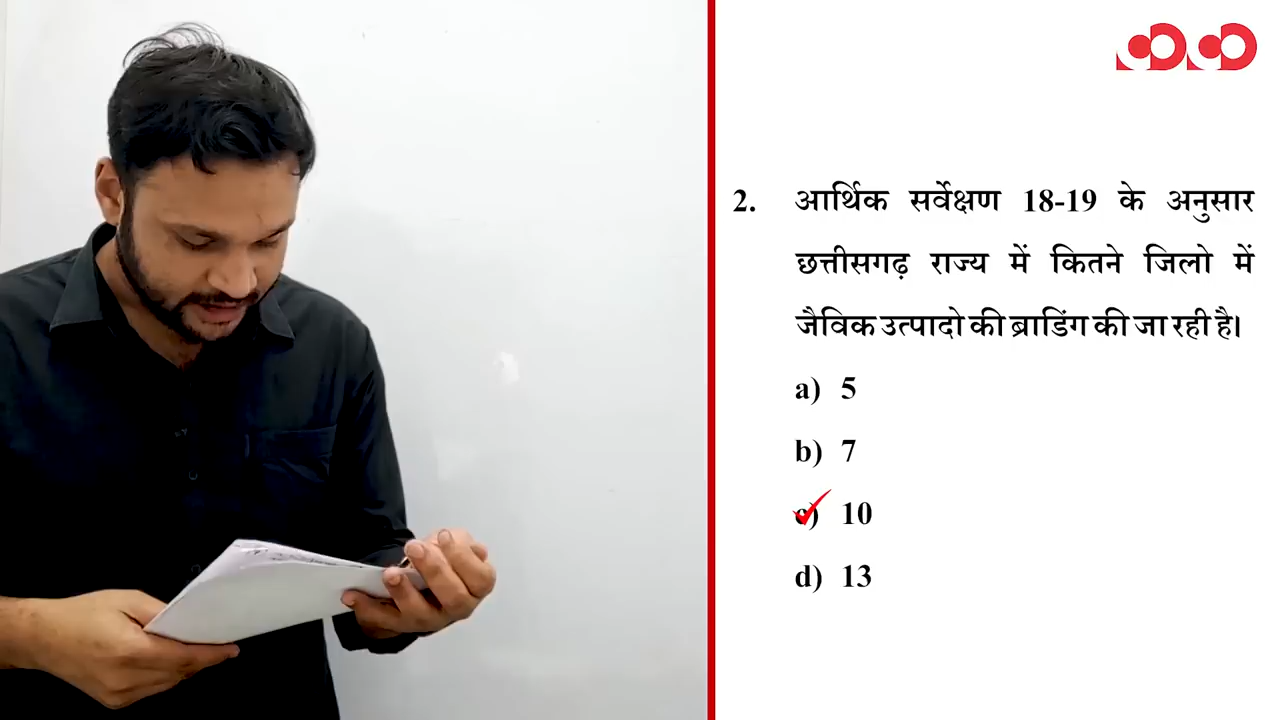 2. आर्थिक सर्वेक्षण 18-19 के अनुसार
छत्तीसगढ़ राज्य में कितने जिलो में
जैविक उत्पादो की ब्राडिंग की जा रही है।
a) 5
b) 7
c) 10
d) 13